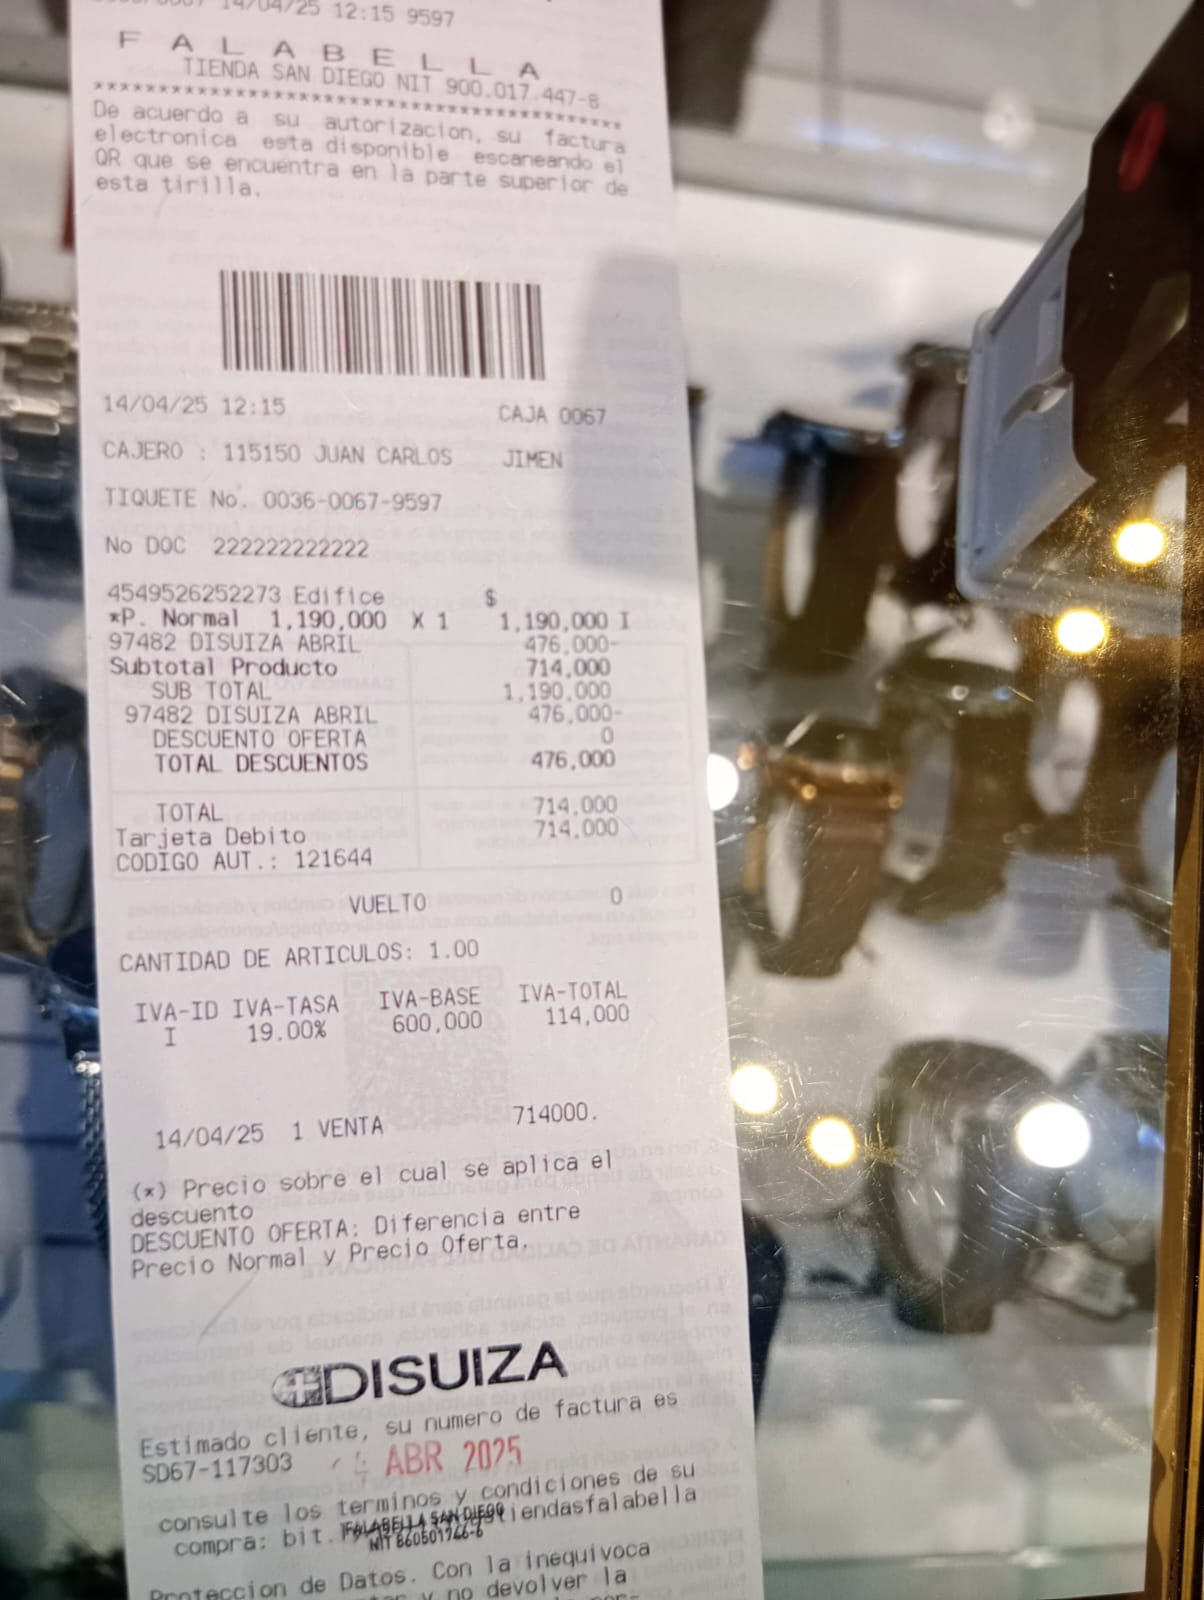 14/04/25 12:15 9597
F A L A B E L L A
TIENDA SAN DIEGO NIT 900.017.447-8
****************************************
De acuerdo a su autorizacion, su factura
electronica esta disponible escaneando el
QR que se encuentra en la parte superior de
esta tirilla.
14/04/25 12:15 CAJA 0067
CAJERO : 115150 JUAN CARLOS JIMEN
TIQUETE No. 0036-0067-9597
No DOC 222222222222
4549526252273 Edifice $
*P. Normal 1,190,000 X 1 1,190,000 I
97482 DISUIZA ABRIL 476,000-
Subtotal Producto 714,000
SUB TOTAL 1,190,000
97482 DISUIZA ABRIL 476,000-
DESCUENTO OFERTA 0
TOTAL DESCUENTOS 476,000
TOTAL 714,000
Tarjeta Debito 714,000
CODIGO AUT.: 121644
VUELTO 0
CANTIDAD DE ARTICULOS: 1.00
IVA-ID IVA-TASA IVA-BASE IVA-TOTAL
I 19.00% 600,000 114,000
14/04/25 1 VENTA 714000.
(*) Precio sobre el cual se aplica el
descuento
DESCUENTO OFERTA: Diferencia entre
Precio Normal y Precio Oferta.
DISUIZA
Estimado cliente, su numero de factura es
SD67-117303
4 ABR 2025
consulte los terminos y condiciones de su
compra: bit. tiendasfalabella
FALABELLA SAN DIEGO
NIT 860501746-6
Proteccion de Datos. Con la inequivoca
y no devolver la